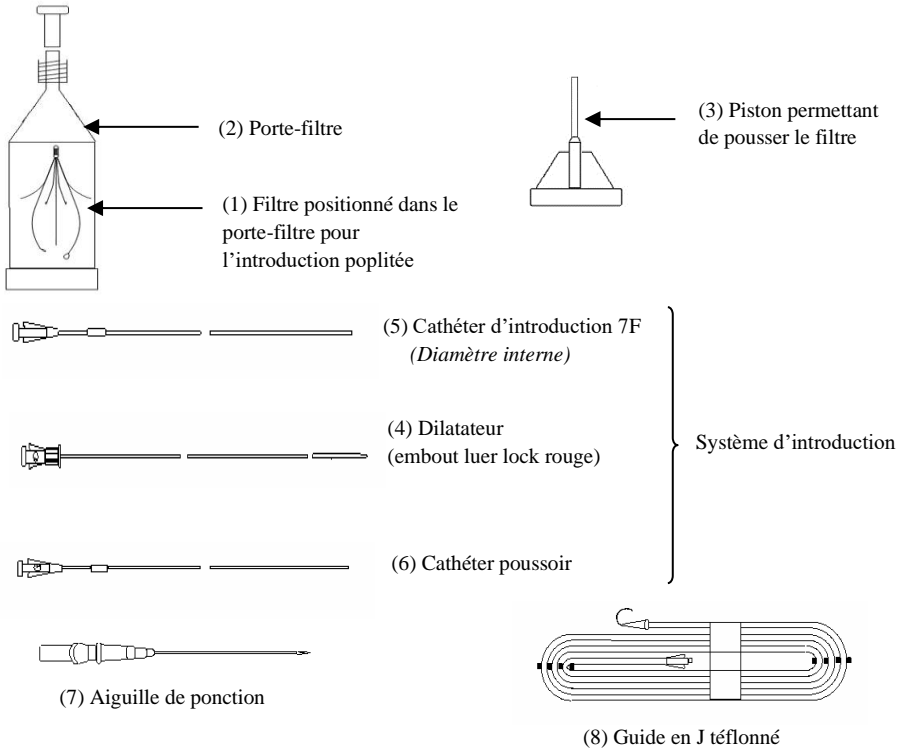 (2) Porte-filtre
(3) Piston permettant
de pousser le filtre
(1) Filtre positionné dans le
porte-filtre pour
l’introduction poplitée
(5) Cathéter d’introduction 7F
(Diamètre interne)
(4) Dilatateur
(embout luer lock rouge)
Système d’introduction
(6) Cathéter poussoir
(7) Aiguille de ponction
(8) Guide en J téflonné